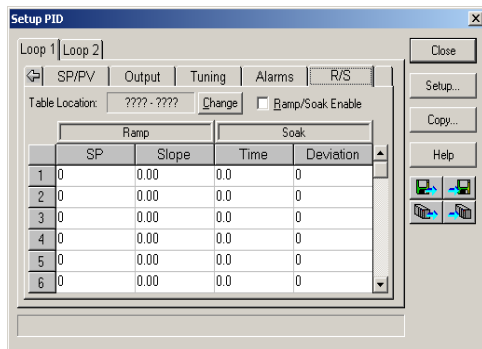 Setup PID
Loop 1 Loop 2
Close
SP/PV Output Tuning Alarms R/S
Setup...
Table Location: ???? - ???? Change Ramp/Soak Enable
Copy...
Ramp Soak
SP Slope Time Deviation
Help
1 0 0.00 0.0 0
2 0 0.00 0.0 0
3 0 0.00 0.0 0
4 0 0.00 0.0 0
5 0 0.00 0.0 0
6 0 0.00 0.0 0